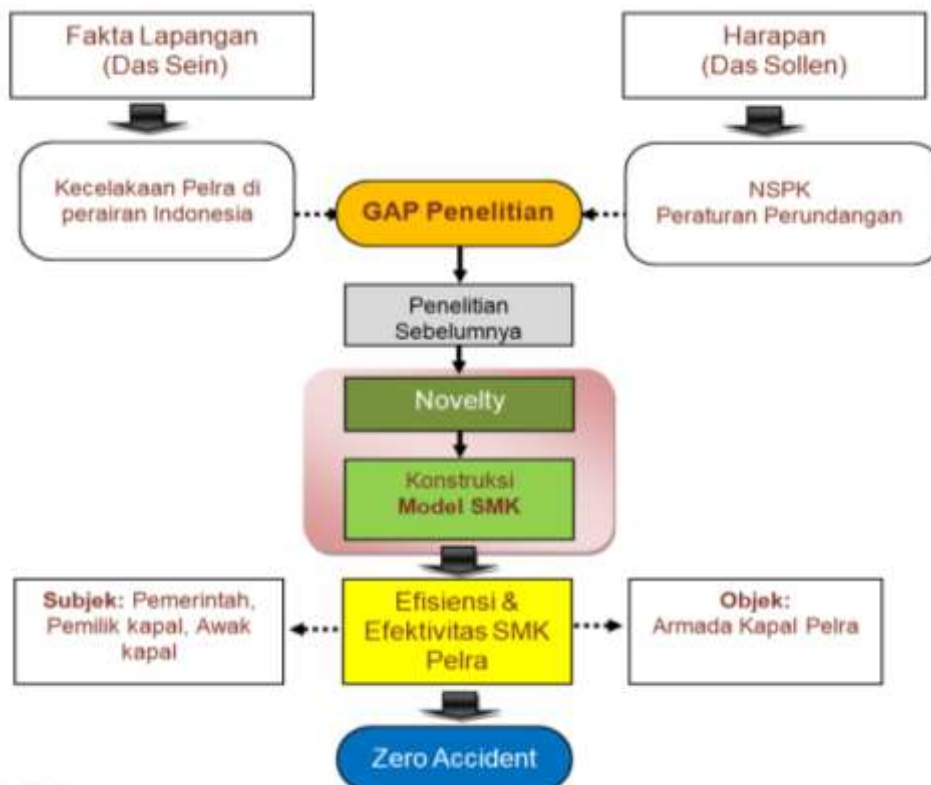 Fakta Lapangan
(Das Sein)
Harapan
(Das Sollen)
Kecelakaan Pelra di
perairan Indonesia
GAP Penelitian
NSPK
Peraturan Perundangan
Penelitian
Sebelumnya
Novelty
Konstruksi
Model SMK
Subjek: Pemerintah,
Pemilik kapal, Awak
kapal
Efisiensi &
Efektivitas SMK
Pelra
Objek:
Armada Kapal Pelra
Zero Accident